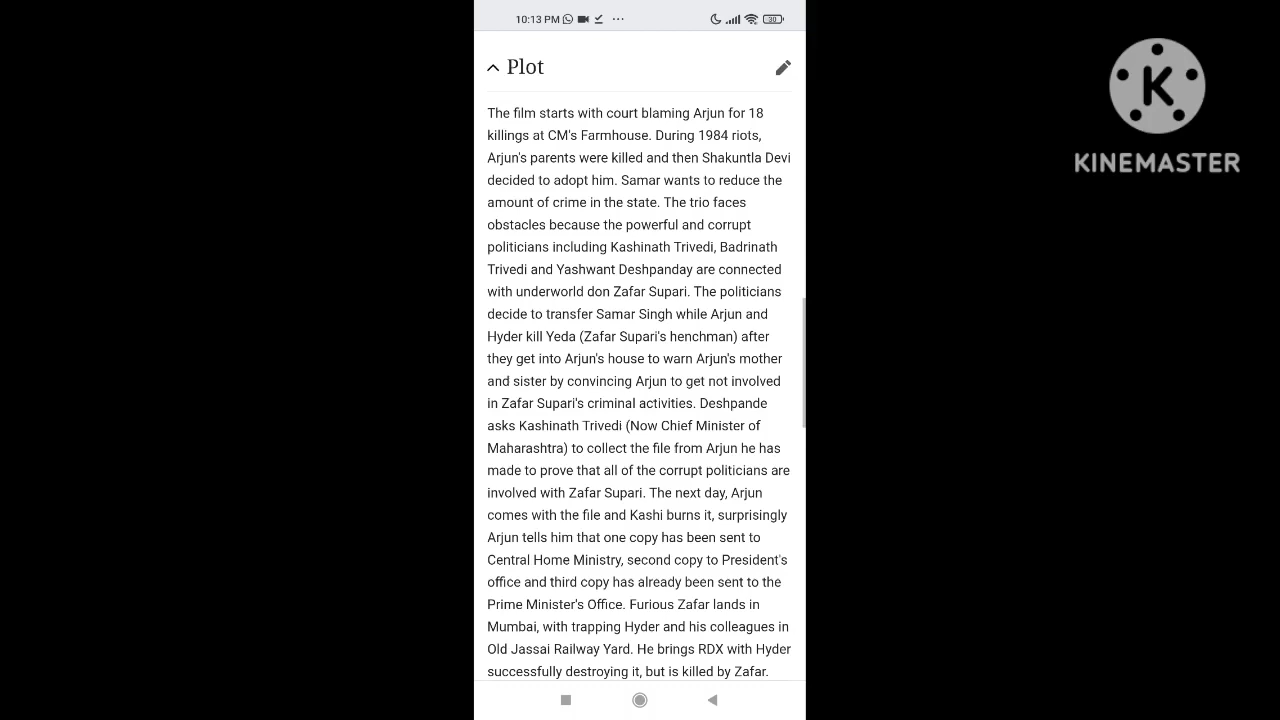 10:13 PM
30
Plot
The film starts with court blaming Arjun for 18
killings at CM's Farmhouse. During 1984 riots,
Arjun's parents were killed and then Shakuntla Devi
decided to adopt him. Samar wants to reduce the
amount of crime in the state. The trio faces
obstacles because the powerful and corrupt
politicians including Kashinath Trivedi, Badrinath
Trivedi and Yashwant Deshpanday are connected
with underworld don Zafar Supari. The politicians
decide to transfer Samar Singh while Arjun and
Hyder kill Yeda (Zafar Supari's henchman) after
they get into Arjun's house to warn Arjun's mother
and sister by convincing Arjun to get not involved
in Zafar Supari's criminal activities. Deshpande
asks Kashinath Trivedi (Now Chief Minister of
Maharashtra) to collect the file from Arjun he has
made to prove that all of the corrupt politicians are
involved with Zafar Supari. The next day, Arjun
comes with the file and Kashi burns it, surprisingly
Arjun tells him that one copy has been sent to
Central Home Ministry, second copy to President's
office and third copy has already been sent to the
Prime Minister's Office. Furious Zafar lands in
Mumbai, with trapping Hyder and his colleagues in
Old Jassai Railway Yard. He brings RDX with Hyder
successfully destroying it, but is killed by Zafar.
K
KINEMASTER